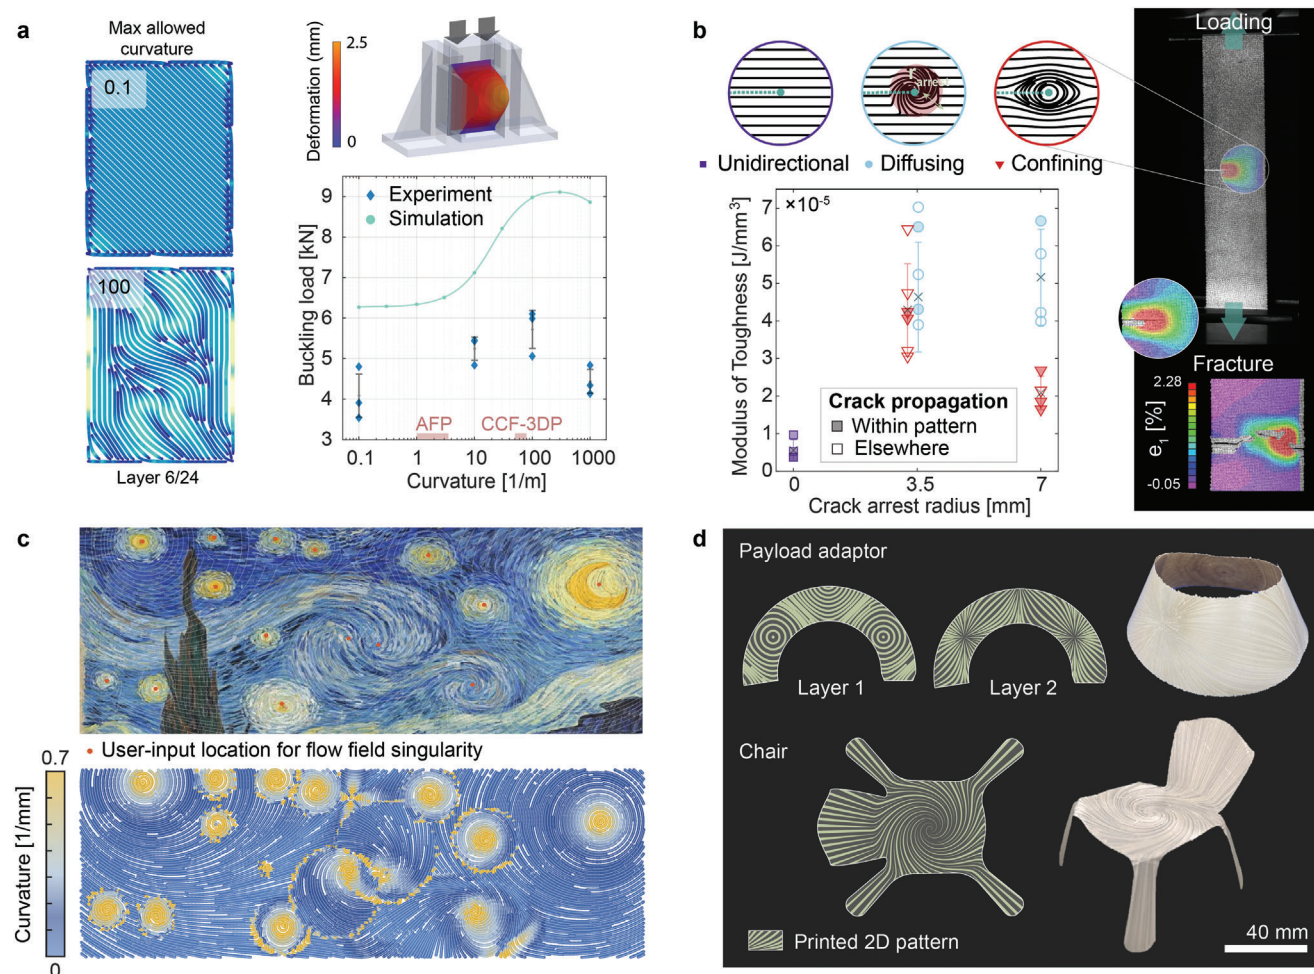 a
Max allowed
curvature
0.1
100
Layer 6/24
Deformation (mm)
2.5
0
Experiment
Simulation
Buckling load [kN]
9
8
7
6
5
4
3
AFP
CCF-3DP
0.1
1
10
100
1000
Curvature [1/m]
b
r arrest
Unidirectional
Diffusing
Confining
Modulus of Toughness [J/mm³]
×10⁻⁵
7
6
5
4
3
2
1
0
Crack propagation
Within pattern
Elsewhere
0
3.5
7
Crack arrest radius [mm]
Loading
Fracture
2.28
e₁ [%]
-0.05
c
User-input location for flow field singularity
0.7
Curvature [1/mm]
0
d
Payload adaptor
Layer 1
Layer 2
Chair
Printed 2D pattern
40 mm